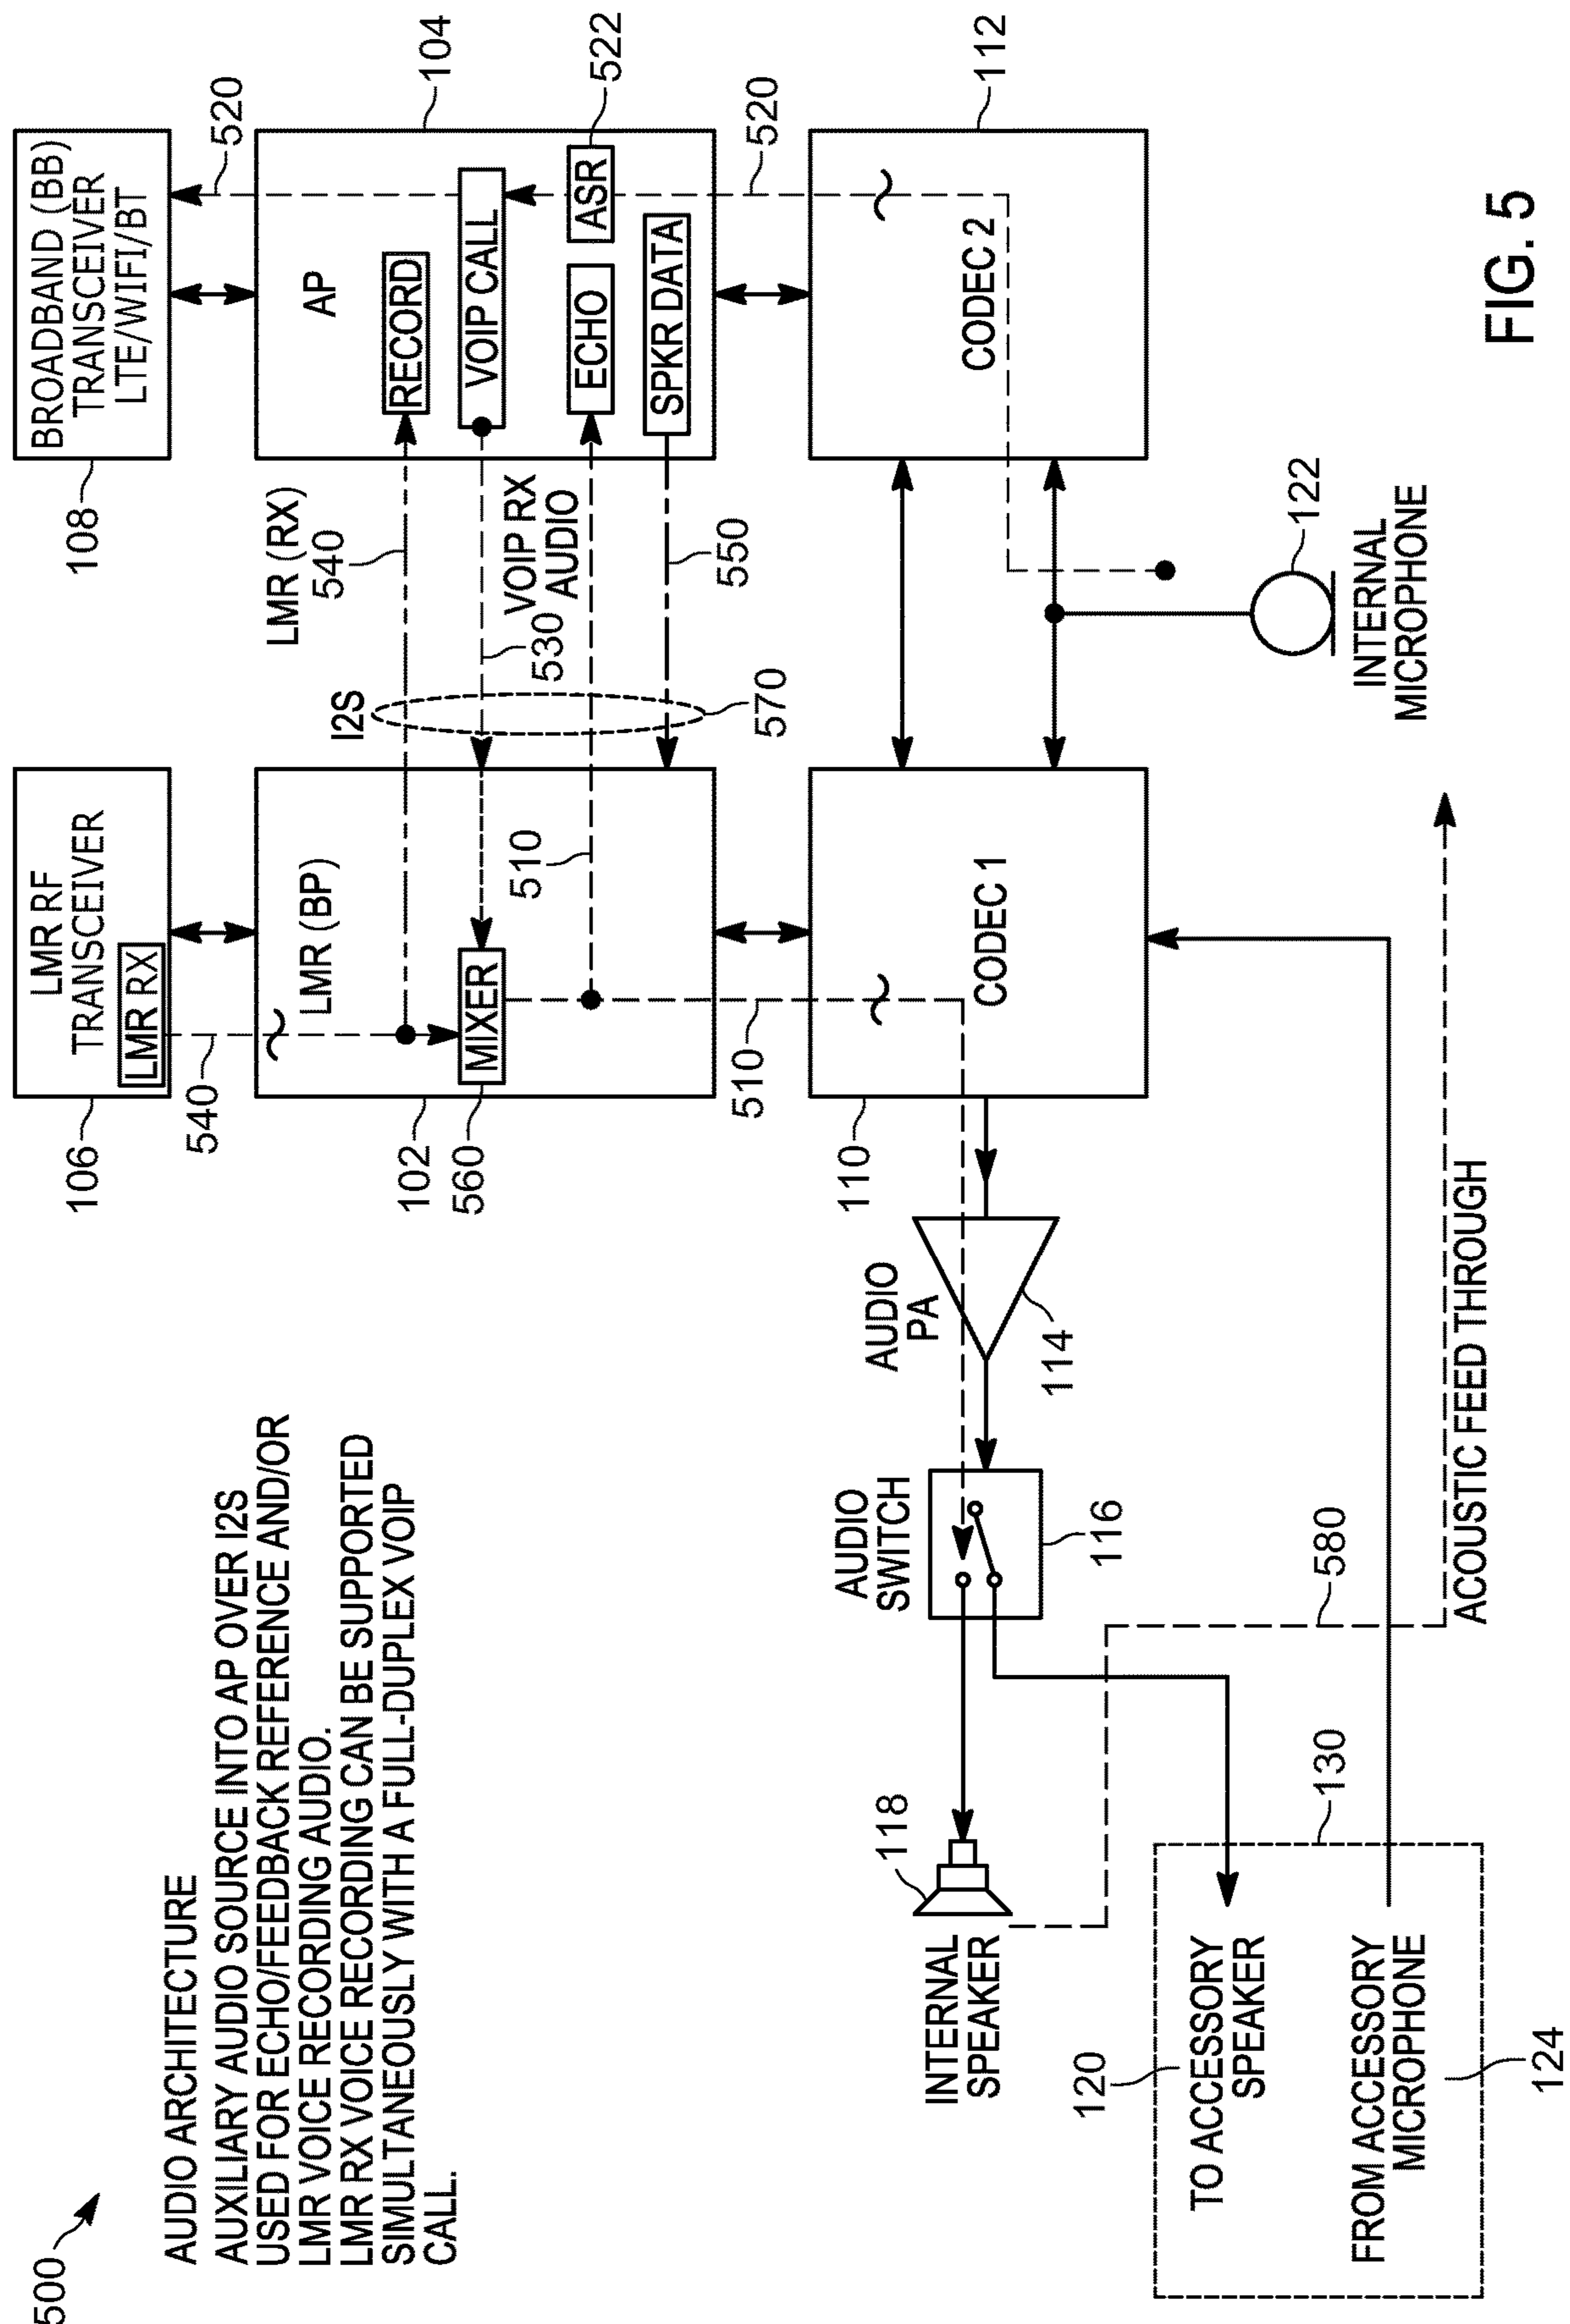 500
AUDIO ARCHITECTURE
AUXILIARY AUDIO SOURCE INTO AP OVER I2S
USED FOR ECHO/FEEDBACK REFERENCE AND/OR
LMR VOICE RECORDING AUDIO.
LMR RX VOICE RECORDING CAN BE SUPPORTED
SIMULTANEOUSLY WITH A FULL-DUPLEX VOIP
CALL.
106
LMR RF
TRANSCEIVER
LMR RX
540
108
BROADBAND (BB)
TRANSCEIVER
LTE/WIFI/BT
520
102
LMR (BP)
560
MIXER
510
I2S
LMR (RX)
540
530
VOIP RX
AUDIO
550
570
104
AP
RECORD
VOIP CALL
ECHO
ASR
522
SPKR DATA
510
520
110
CODEC 1
CODEC 2
112
AUDIO
PA
114
AUDIO
SWITCH
116
118
INTERNAL
SPEAKER
122
INTERNAL
MICROPHONE
580
ACOUSTIC FEED THROUGH
130
120
TO ACCESSORY
SPEAKER
FROM ACCESSORY
MICROPHONE
124
FIG. 5